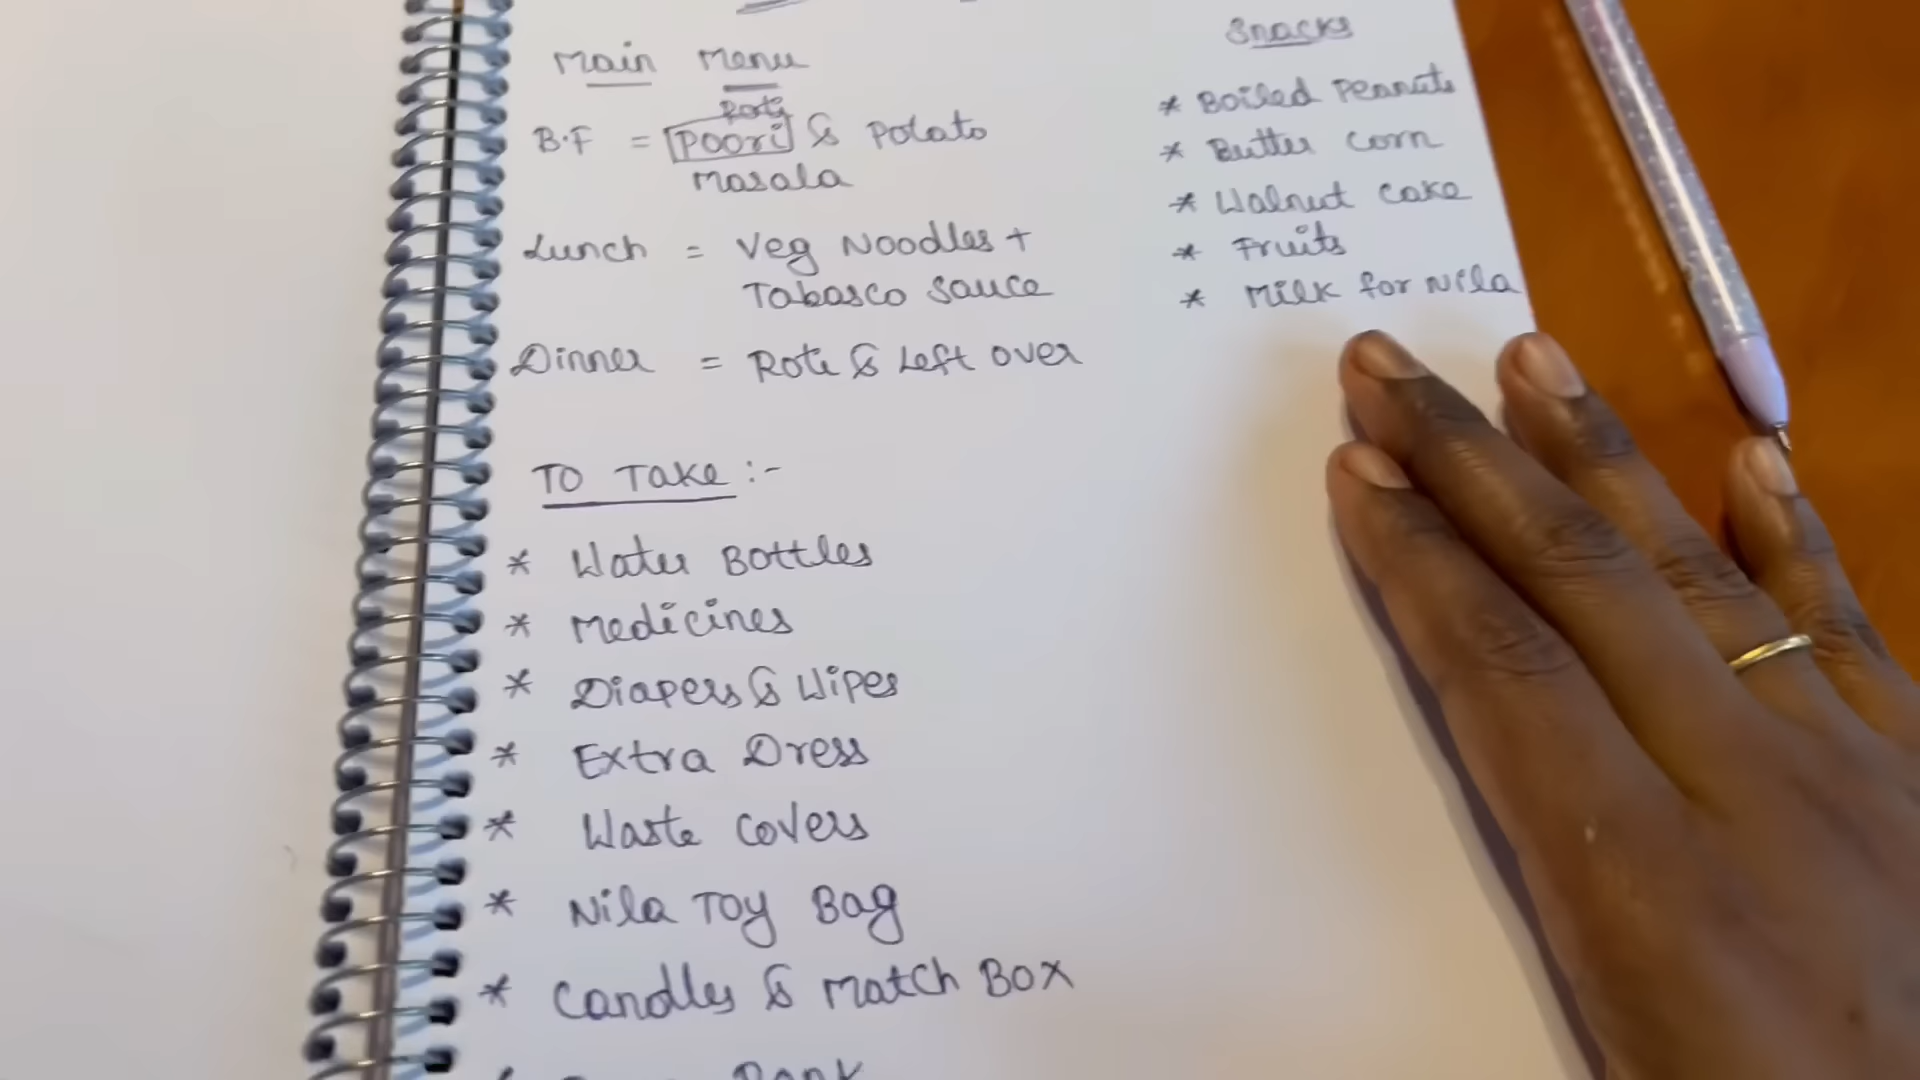 Main Menu
Roti
B.F = Poori & Potato
Masala
Lunch = Veg Noodles +
Tabasco Sauce
Dinner = Roti & Left over
Snacks
* Boiled Peanuts
* Butter corn
* Walnut cake
* Fruits
* Milk for Nila
TO TAKE :-
* Water Bottles
* Medicines
* Diapers & Wipes
* Extra Dress
* Waste covers
* Nila Toy Bag
* Candles & Match Box